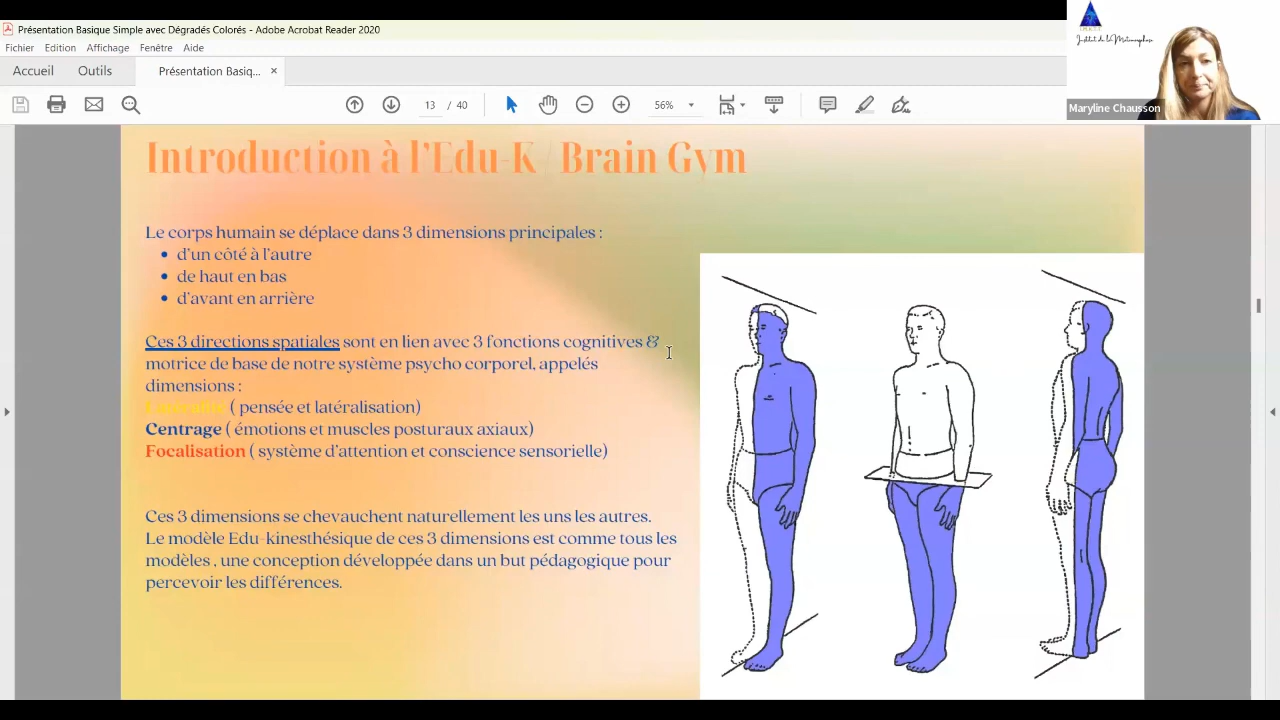 Présentation Basique Simple avec Dégradés Colorés - Adobe Acrobat Reader 2020
Fichier Edition Affichage Fenêtre Aide
Accueil Outils Présentation Basiq... ×
13 / 40 56%
Institut de la Métamorphose
Maryline Chausson
Introduction à l'Edu-K / Brain Gym
Le corps humain se déplace dans 3 dimensions principales :
• d'un côté à l'autre
• de haut en bas
• d'avant en arrière
Ces 3 directions spatiales sont en lien avec 3 fonctions cognitives &
motrice de base de notre système psycho corporel, appelés
dimensions :
( pensée et latéralisation)
Centrage ( émotions et muscles posturaux axiaux)
Focalisation ( système d'attention et conscience sensorielle)
Ces 3 dimensions se chevauchent naturellement les uns les autres.
Le modèle Edu-kinesthésique de ces 3 dimensions est comme tous les
modèles , une conception développée dans un but pédagogique pour
percevoir les différences.